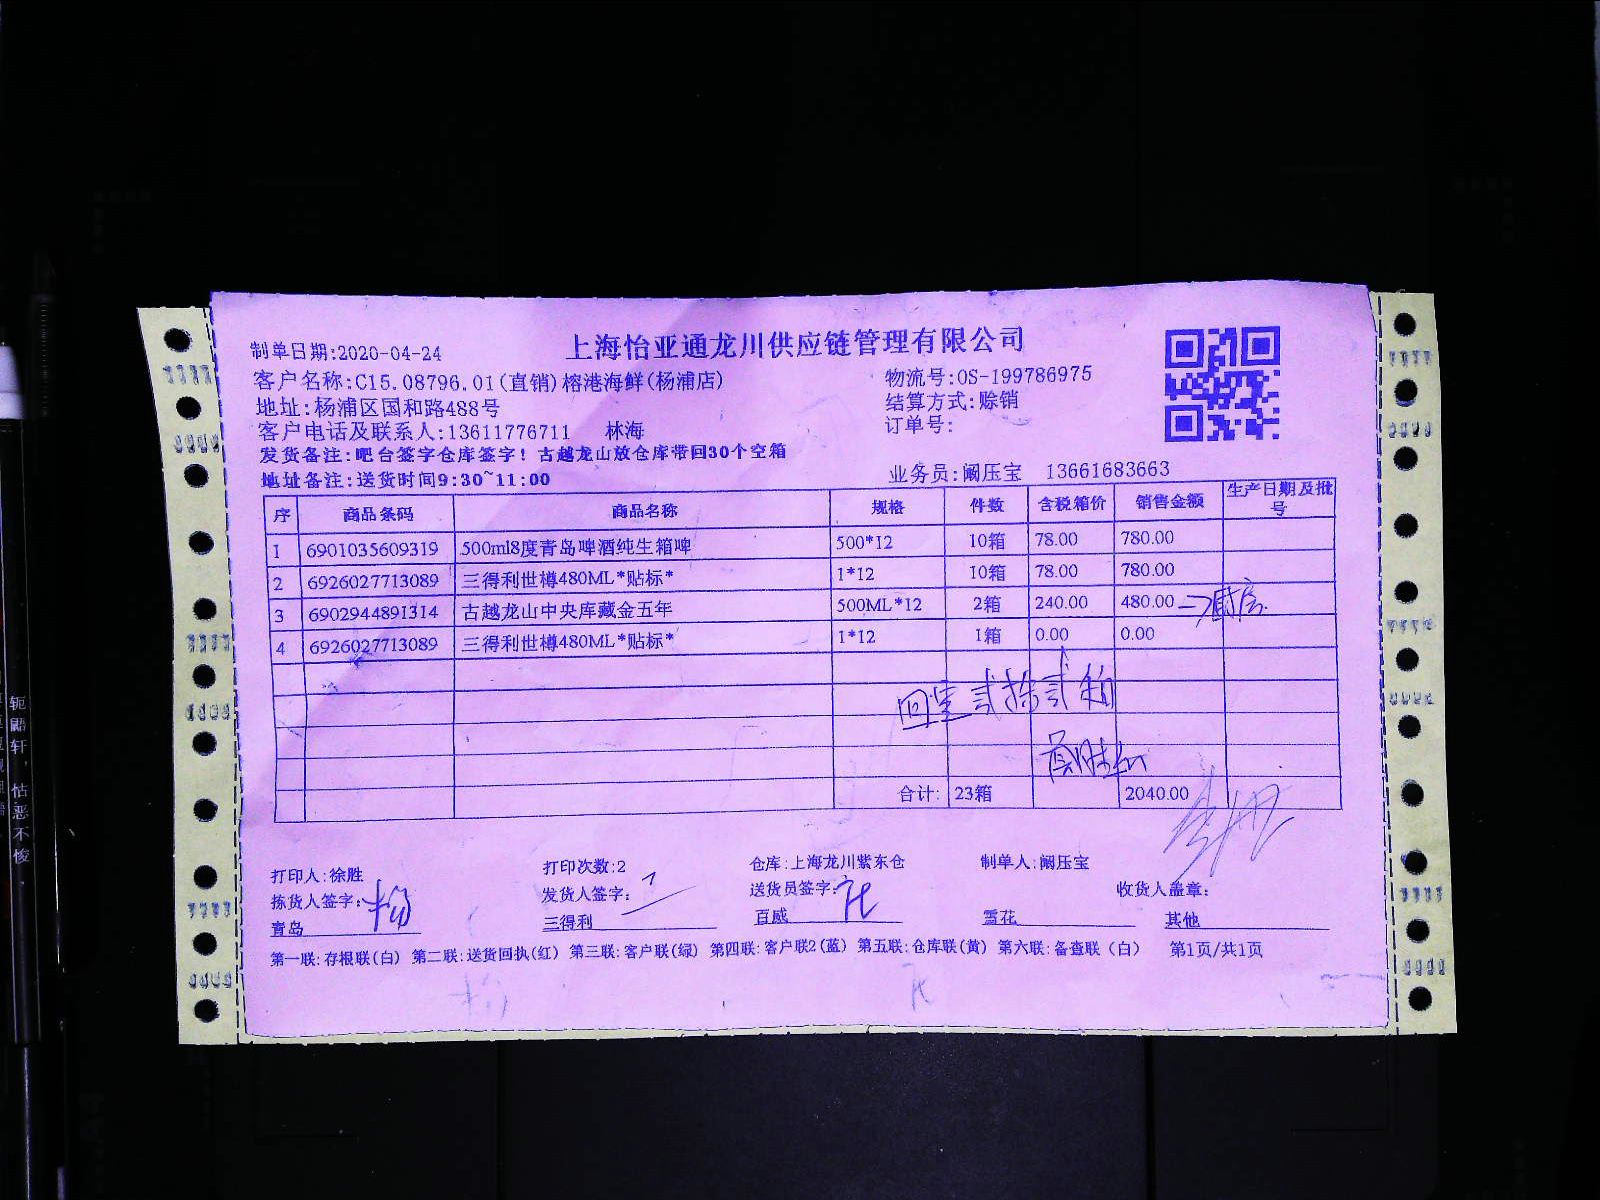 制单日期:2020-04-24
上海怡亚通龙川供应链管理有限公司
客户名称:C15.08796.01(直销)榕港海鲜(杨浦店)
物流号:OS-199786975
地址:杨浦区国和路488号
结算方式:赊销
客户电话及联系人:13611776711 林海
订单号:
发货备注:吧台签字仓库签字！古越龙山放仓库带回30个空箱
地址备注:送货时间9:30~11:00
业务员:阚压宝 13661683663
序 商品条码 商品名称 规格 件数 含税箱价 销售金额 生产日期及批号
1 6901035609319 500ml8度青岛啤酒纯生箱啤 500*12 10箱 78.00 780.00
2 6926027713089 三得利世樽480ML*贴标* 1*12 10箱 78.00 780.00
3 6902944891314 古越龙山中央库藏金五年 500ML*12 2箱 240.00 480.00
4 6926027713089 三得利世樽480ML*贴标* 1*12 1箱 0.00 0.00
回空贰拾贰箱
合计: 23箱 2040.00
打印人:徐胜 打印次数:2 仓库:上海龙川紫东仓 制单人:阚压宝
拣货人签字: 发货人签字: 送货员签字: 收货人盖章:
青岛 三得利 百威 雪花 其他
第一联:存根联(白) 第二联:送货回执(红) 第三联:客户联(绿) 第四联:客户联2(蓝) 第五联:仓库联(黄) 第六联:备查联 (白) 第1页/共1页